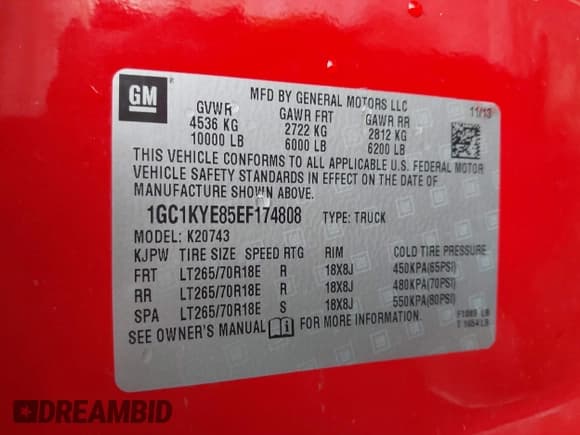 GM
MFD BY GENERAL MOTORS LLC
11/13
GVWR GAWR FRT GAWR RR
4536 KG 2722 KG 2812 KG
10000 LB 6000 LB 6200 LB
THIS VEHICLE CONFORMS TO ALL APPLICABLE U.S. FEDERAL MOTOR
VEHICLE SAFETY STANDARDS IN EFFECT ON THE DATE OF
MANUFACTURE SHOWN ABOVE.
1GC1KYE85EF174808 TYPE: TRUCK
MODEL: K20743
KJPW TIRE SIZE SPEED RTG RIM COLD TIRE PRESSURE
FRT LT265/70R18E R 18X8J 450KPA(65PSI)
RR LT265/70R18E R 18X8J 480KPA(70PSI)
SPA LT265/70R18E S 18X8J 550KPA(80PSI)
SEE OWNER'S MANUAL i FOR MORE INFORMATION.
LB
T 1654 LB
DREAMBID